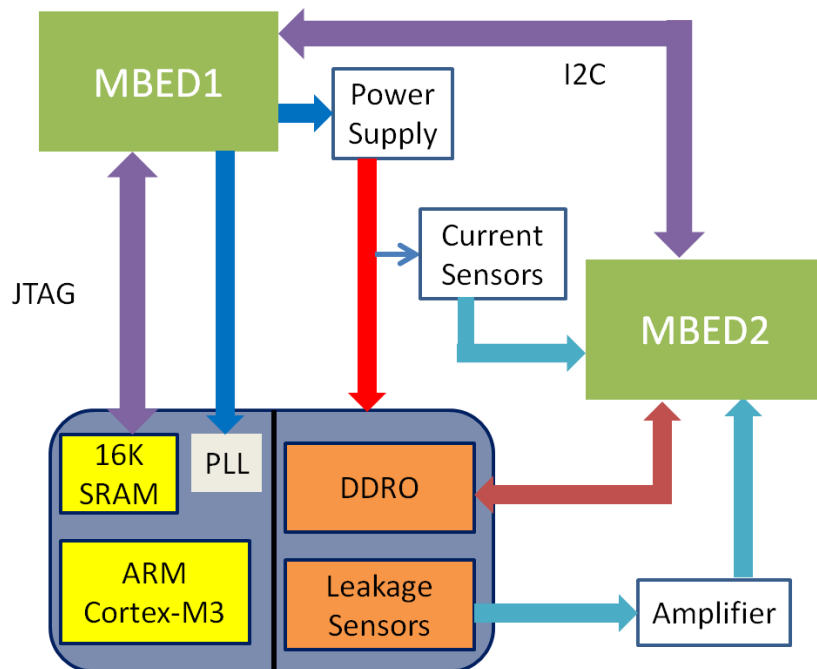 MBED1
I2C
Power
Supply
Current
Sensors
JTAG
MBED2
16K
SRAM
PLL
DDRO
ARM
Cortex-M3
Leakage
Sensors
Amplifier